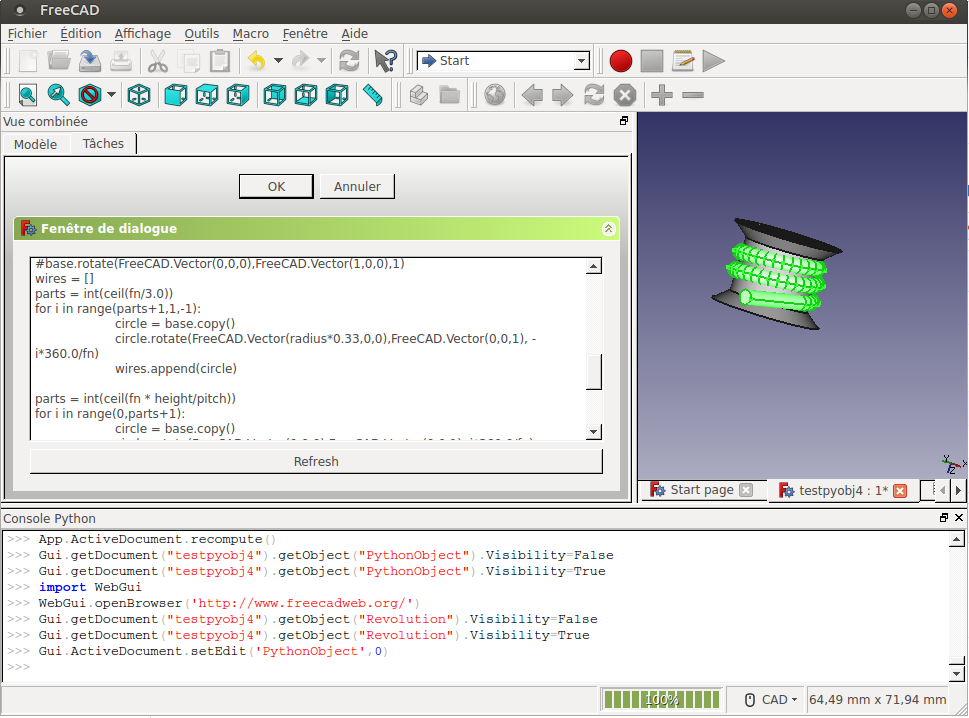 FreeCAD
Fichier Édition Affichage Outils Macro Fenêtre Aide
Start
Vue combinée
Modèle Tâches
OK Annuler
Fenêtre de dialogue
#base.rotate(FreeCAD.Vector(0,0,0),FreeCAD.Vector(1,0,0),1)
wires = []
parts = int(ceil(fn/3.0))
for i in range(parts+1,1,-1):
circle = base.copy()
circle.rotate(FreeCAD.Vector(radius*0.33,0,0),FreeCAD.Vector(0,0,1), -
i*360.0/fn)
wires.append(circle)
parts = int(ceil(fn * height/pitch))
for i in range(0,parts+1):
circle = base.copy()
Refresh
Y X Z
Start page testpyobj4 : 1*
Console Python
>>> App.ActiveDocument.recompute()
>>> Gui.getDocument("testpyobj4").getObject("PythonObject").Visibility=False
>>> Gui.getDocument("testpyobj4").getObject("PythonObject").Visibility=True
>>> import WebGui
>>> WebGui.openBrowser('http://www.freecadweb.org/')
>>> Gui.getDocument("testpyobj4").getObject("Revolution").Visibility=False
>>> Gui.getDocument("testpyobj4").getObject("Revolution").Visibility=True
>>> Gui.ActiveDocument.setEdit('PythonObject',0)
>>>
100% CAD 64,49 mm x 71,94 mm